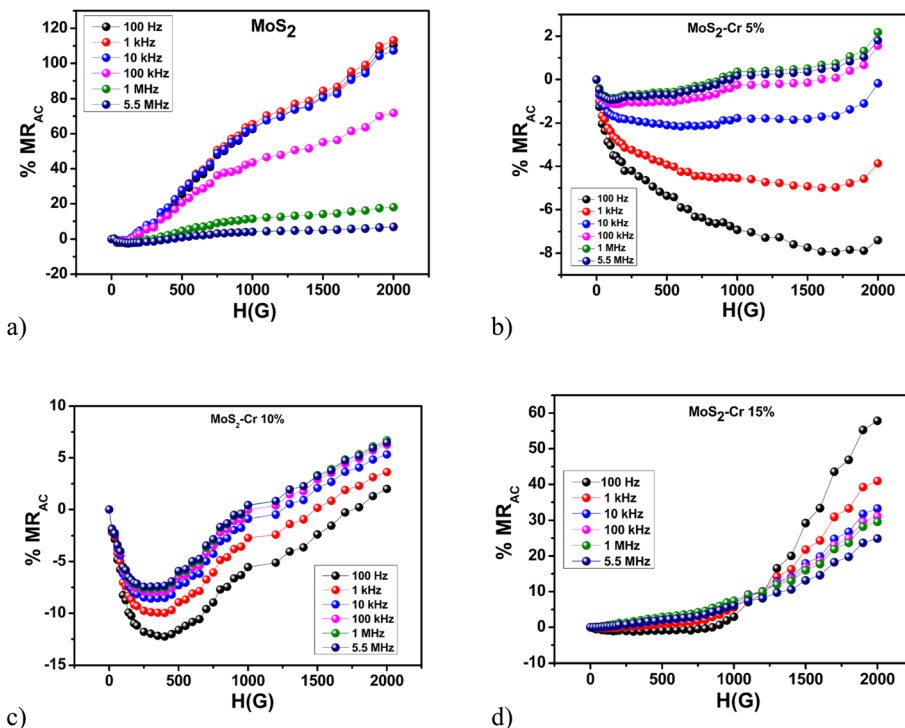 MoS2
100 Hz
1 kHz
10 kHz
100 kHz
1 MHz
5.5 MHz
% MRAC
120
100
80
60
40
20
0
-20
0 500 1000 1500 2000
H(G)
a)
MoS2-Cr 5%
% MRAC
2
0
-2
-4
-6
-8
100 Hz
1 kHz
10 kHz
100 kHz
1 MHz
5.5 MHz
0 500 1000 1500 2000
H(G)
b)
MoS2-Cr 10%
% MRAC
10
5
0
-5
-10
-15
100 Hz
1 kHz
10 kHz
100 kHz
1 MHz
5.5 MHz
0 500 1000 1500 2000
H(G)
c)
MoS2-Cr 15%
% MRAC
60
50
40
30
20
10
0
-10
100 Hz
1 kHz
10 kHz
100 kHz
1 MHz
5.5 MHz
0 500 1000 1500 2000
H(G)
d)